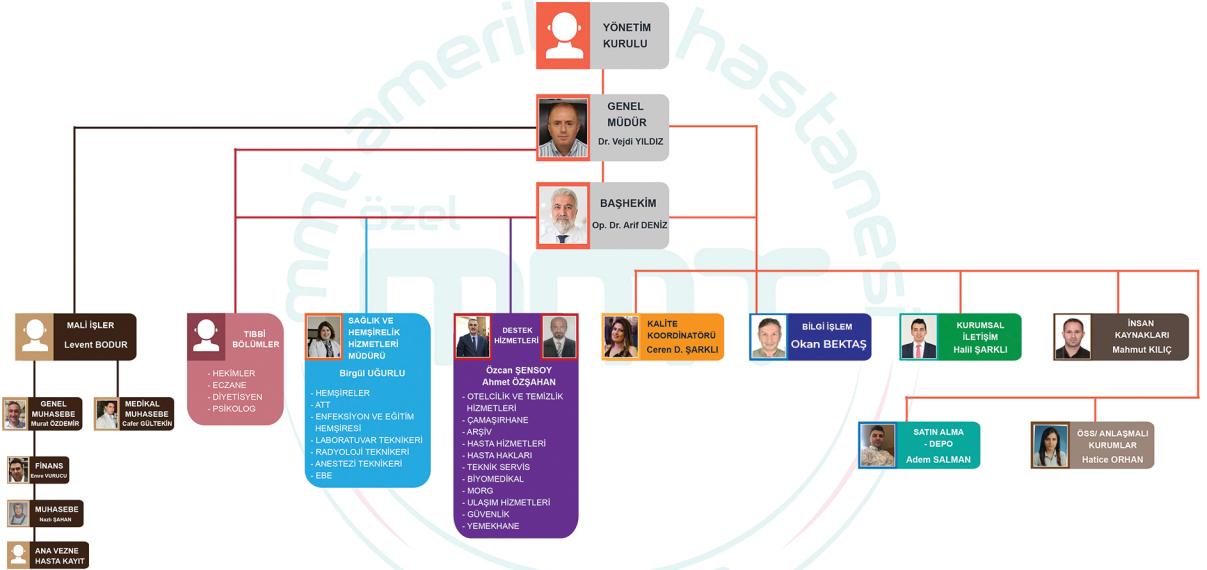 YÖNETİM
KURULU
GENEL
MÜDÜR
Dr. Vejdi YILDIZ
BAŞHEKİM
Op. Dr. Arif DENİZ
mmt amerikan hastanesi
özel
mmt
MALİ İŞLER
Levent BODUR
GENEL
MUHASEBE
Murat ÖZDEMİR
MEDİKAL
MUHASEBE
Cafer GÜLTEKİN
FİNANS
Emre VURUCU
MUHASEBE
Nazlı ŞAHAN
ANA VEZNE
HASTA KAYIT
TIBBİ
BÖLÜMLER
- HEKİMLER
- ECZANE
- DİYETİSYEN
- PSİKOLOG
SAĞLIK VE
HEMŞİRELİK
HİZMETLERİ
MÜDÜRÜ
Birgül UĞURLU
- HEMŞİRELER
- ATT
- ENFEKSİYON VE EĞİTİM
HEMŞİRESİ
- LABORATUVAR TEKNİKERİ
- RADYOLOJİ TEKNİKERİ
- ANESTEZİ TEKNİKERİ
- EBE
DESTEK
HİZMETLERİ
Özcan ŞENSOY
Ahmet ÖZŞAHAN
- OTELCİLİK VE TEMİZLİK
HİZMETLERİ
- ÇAMAŞIRHANE
- ARŞİV
- HASTA HİZMETLERİ
- HASTA HAKLARI
- TEKNİK SERVİS
- BİYOMEDİKAL
- MORG
- ULAŞIM HİZMETLERİ
- GÜVENLİK
- YEMEKHANE
KALİTE
KOORDİNATÖRÜ
Ceren D. ŞARKLI
BİLGİ İŞLEM
Okan BEKTAŞ
KURUMSAL
İLETİŞİM
Halil ŞARKLI
İNSAN
KAYNAKLARI
Mahmut KILIÇ
SATIN ALMA
- DEPO
Adem SALMAN
ÖSS/ ANLAŞMALI
KURUMLAR
Hatice ORHAN